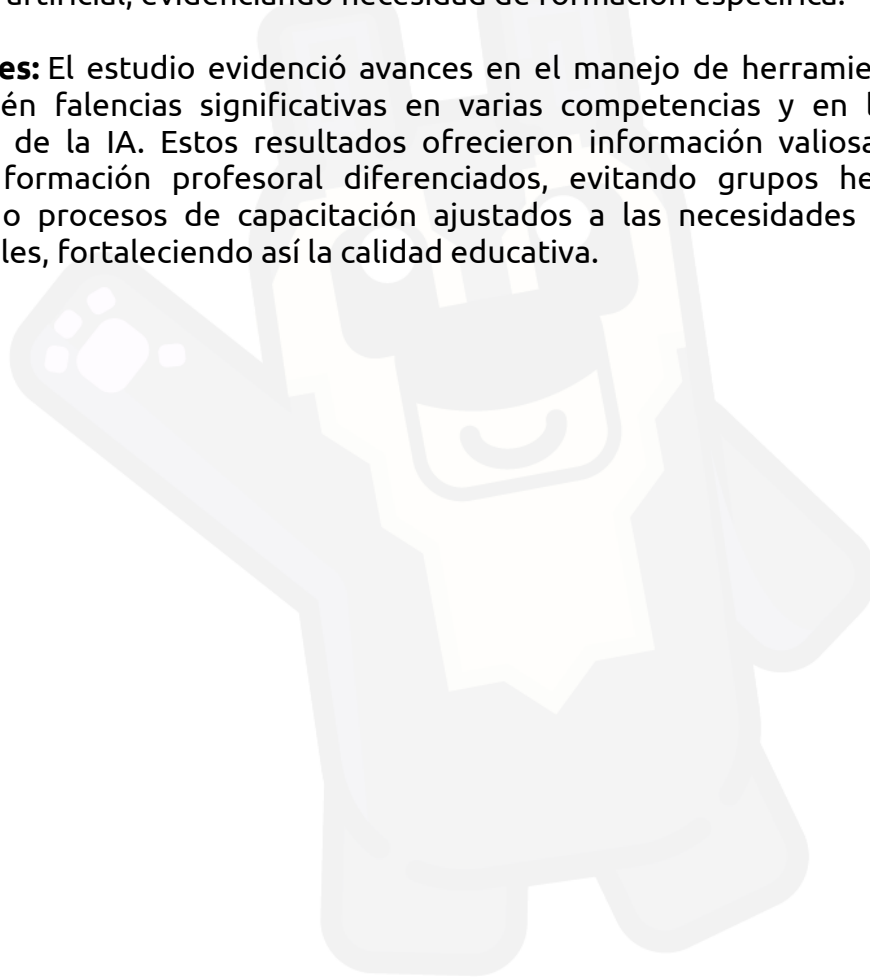 artificial, evidenciando necesidad de formación específica.
es: El estudio evidenció avances en el manejo de herramie
én falencias significativas en varias competencias y en l
de la IA. Estos resultados ofrecieron información valiosa
formación profesoral diferenciados, evitando grupos he
o procesos de capacitación ajustados a las necesidades
les, fortaleciendo así la calidad educativa.